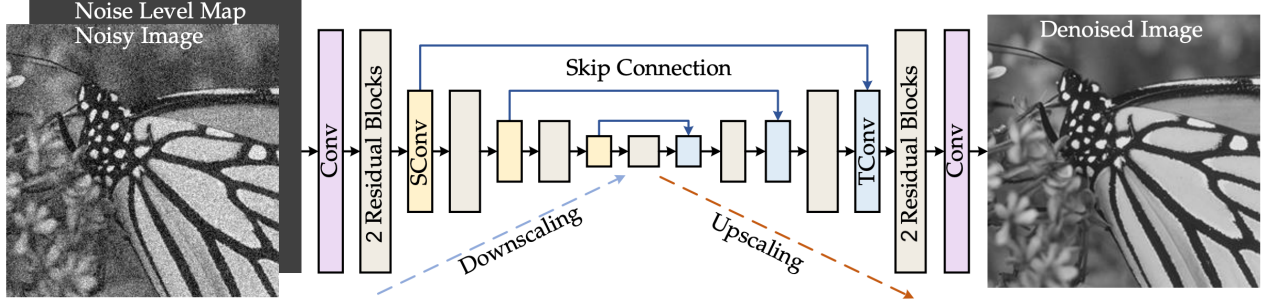 Noise Level Map
Noisy Image
Conv
2 Residual Blocks
SConv
Skip Connection
Downscaling
Upscaling
TConv
2 Residual Blocks
Conv
Denoised Image